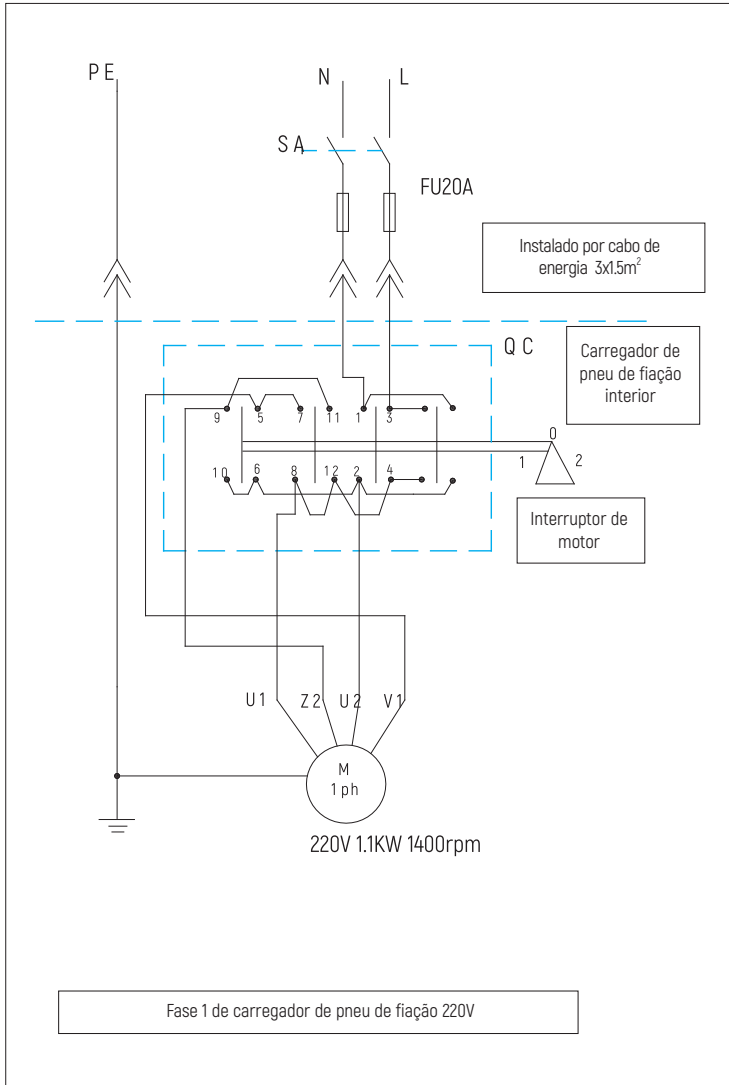 PE
N L
SA
FU20A
Instalado por cabo de
energia 3x1.5m²
QC
Carregador de
pneu de fiação
interior
9 5 7 11 1 3
0
1 2
10 6 8 12 2 4
Interruptor de
motor
U1 Z2 U2 V1
M
1ph
220V 1.1KW 1400rpm
Fase 1 de carregador de pneu de fiação 220V